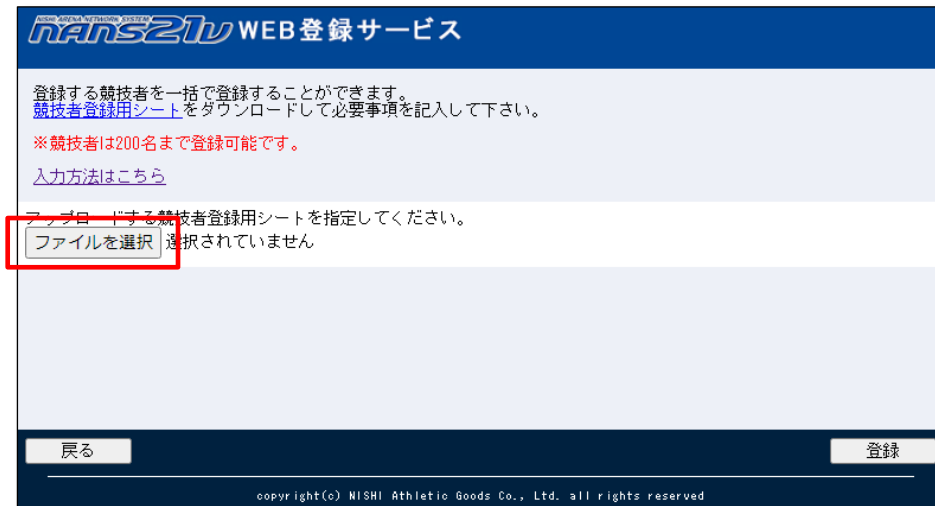 NISHI ARENA NETWORK SYSTEM
nans21v WEB登録サービス
登録する競技者を一括で登録することができます。
競技者登録用シートをダウンロードして必要事項を記入して下さい。
※競技者は200名まで登録可能です。
入力方法はこちら
アップロードする競技者登録用シートを指定してください。
ファイルを選択 選択されていません
戻る
登録
copyright(c) NISHI Athletic Goods Co., Ltd. all rights reserved